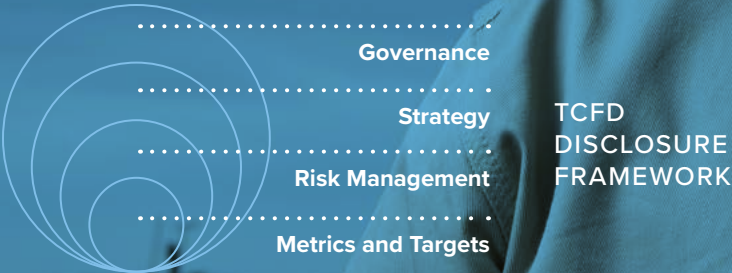 Governance
Strategy
Risk Management
Metrics and Targets
TCFD
DISCLOSURE
FRAMEWORK